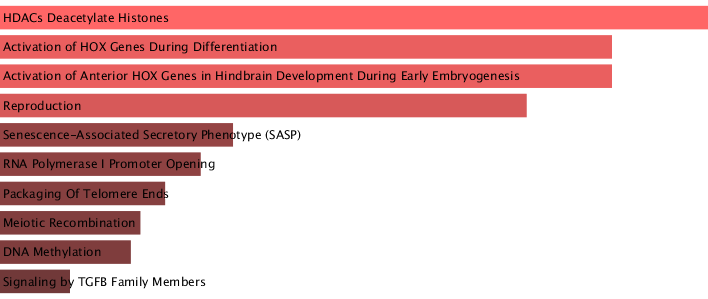 HDACs Deacetylate Histones
Activation of HOX Genes During Differentiation
Activation of Anterior HOX Genes in Hindbrain Development During Early Embryogenesis
Reproduction
Senescence-Associated Secretory Phenotype (SASP)
RNA Polymerase I Promoter Opening
Packaging Of Telomere Ends
Meiotic Recombination
DNA Methylation
Signaling by TGFB Family Members